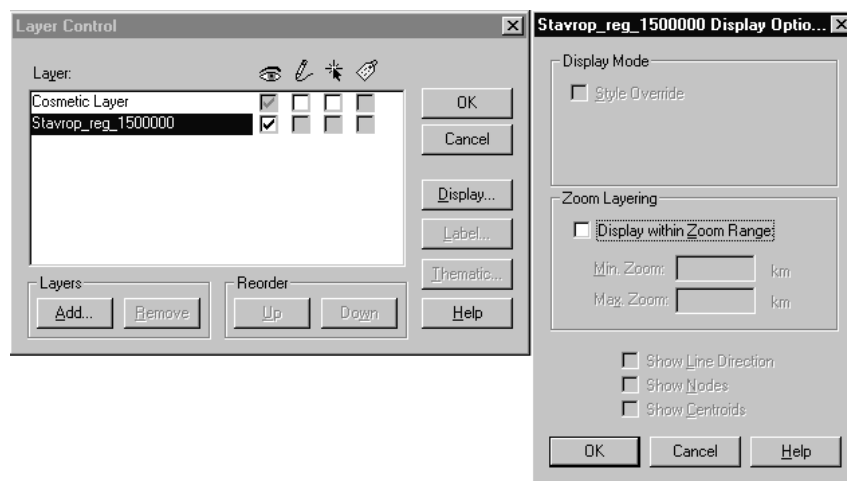 Layer Control
Layer:
Cosmetic Layer
Stavrop_reg_1500000
OK
Cancel
Display...
Label...
Thematic...
Help
Layers
Add...
Remove
Reorder
Up
Down
Stavrop_reg_1500000 Display Optio...
Display Mode
Style Override
Zoom Layering
Display within Zoom Range:
Min. Zoom:
km
Max. Zoom:
km
Show Line Direction
Show Nodes
Show Centroids
OK
Cancel
Help